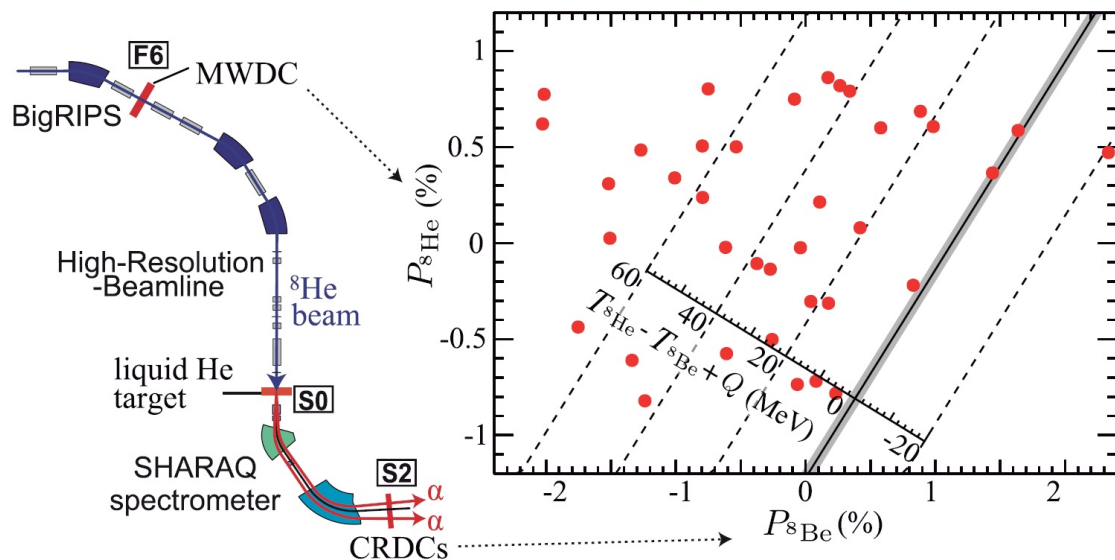 F6
MWDC
BigRIPS
High-Resolution
-Beamline
⁸He
beam
liquid He
target
S0
SHARAQ
spectrometer
S2
α
α
CRDCs
P⁸He (%)
1
0.5
0
-0.5
-1
60
40
20
0
-20
T⁸He - T⁸Be + Q (MeV)
-2
-1
0
1
2
P⁸Be (%)